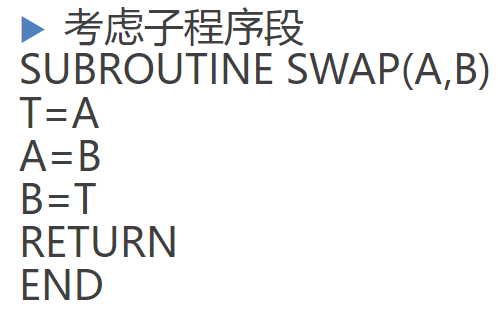 考虑子程序段
SUBROUTINE SWAP(A,B)
T=A
A=B
B=T
RETURN
END